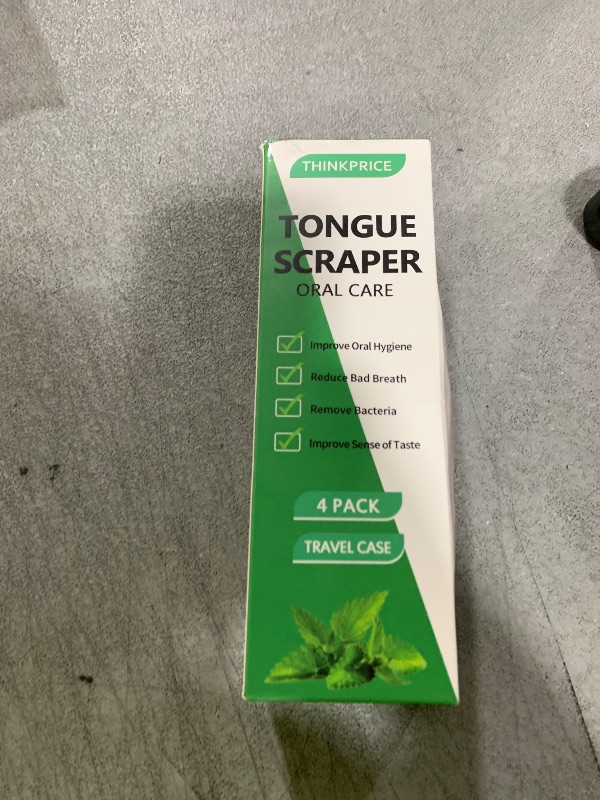 THINKPRICE
TONGUE
SCRAPER
ORAL CARE
Improve Oral Hygiene
Reduce Bad Breath
Remove Bacteria
Improve Sense of Taste
4 PACK
TRAVEL CASE